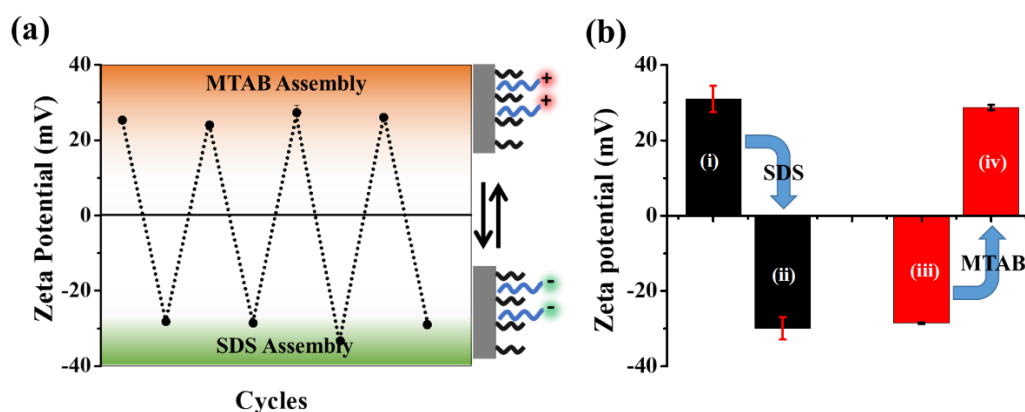 (a)
40
20
0
-20
-40
Zeta Potential (mV)
MTAB Assembly
SDS Assembly
Cycles
+
+
-
-
(b)
40
20
0
-20
-40
Zeta potential (mV)
(i)
SDS
(ii)
(iii)
MTAB
(iv)